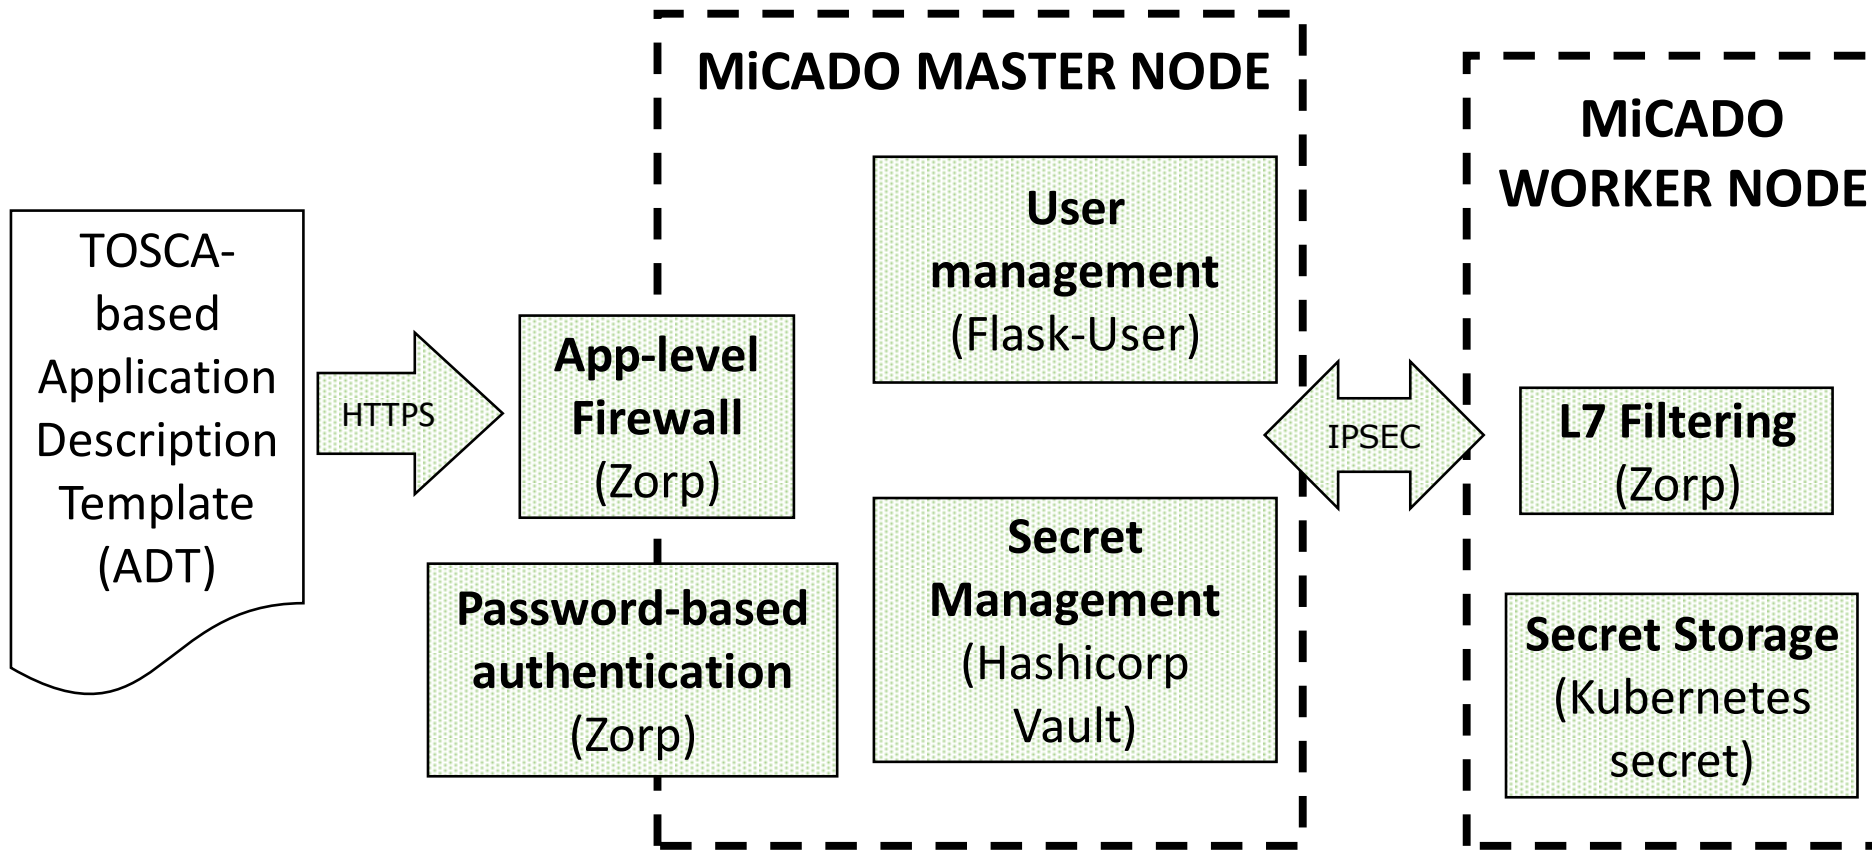 MiCADO MASTER NODE
MiCADO
WORKER NODE
TOSCA-
based
Application
Description
Template
(ADT)
HTTPS
App-level
Firewall
(Zorp)
Password-based
authentication
(Zorp)
User
management
(Flask-User)
Secret
Management
(Hashicorp
Vault)
IPSEC
L7 Filtering
(Zorp)
Secret Storage
(Kubernetes
secret)